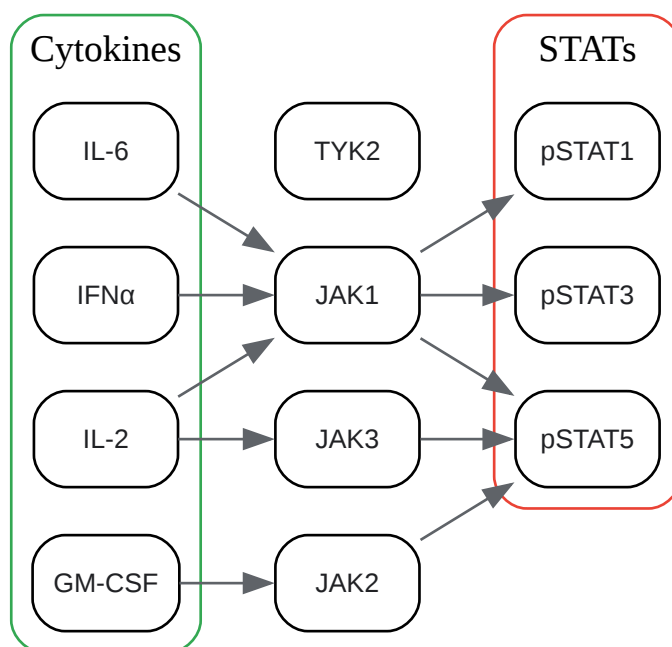 Cytokines
STATs
IL-6
TYK2
pSTAT1
IFNα
JAK1
pSTAT3
IL-2
JAK3
pSTAT5
GM-CSF
JAK2